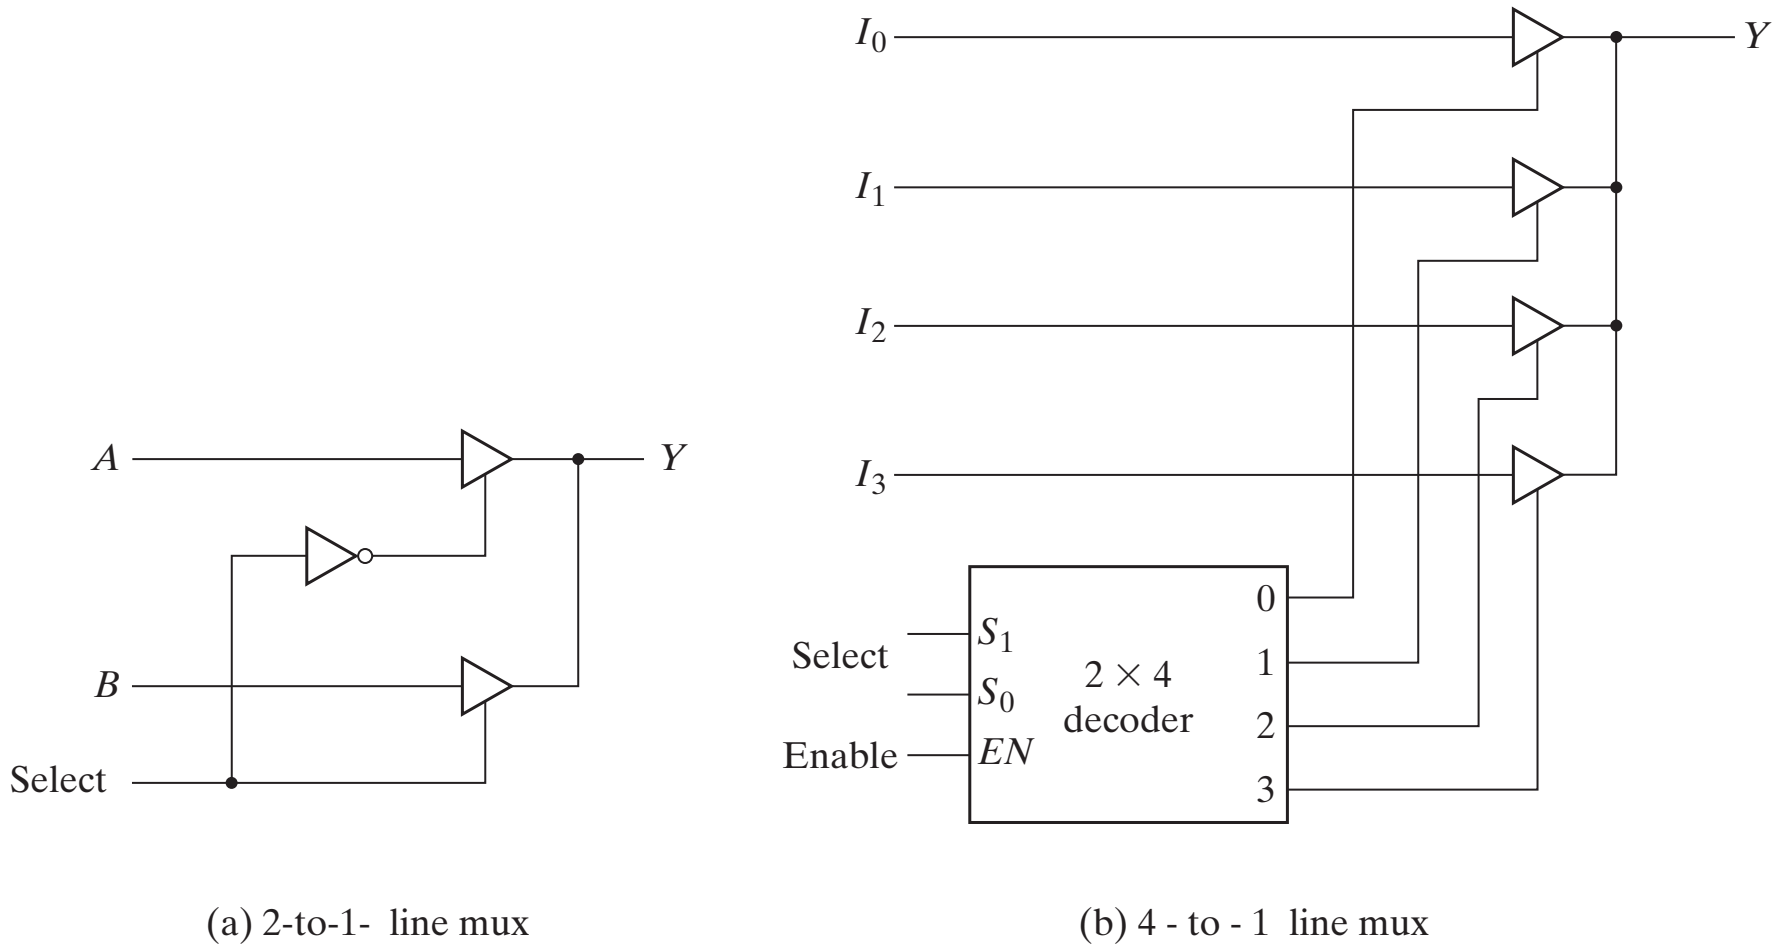 I₀
Y
I₁
I₂
I₃
A
Y
B
Select
Select
Enable
S₁
S₀
EN
2 × 4
decoder
0
1
2
3
(a) 2-to-1- line mux
(b) 4 - to - 1 line mux